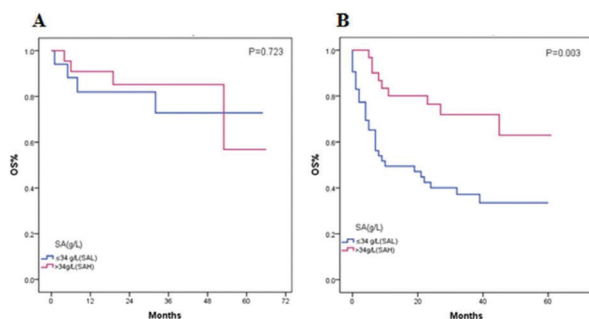 A
B
P=0.723
P=0.003
OS%
1.0
0.8
0.6
0.4
0.2
0.0
SA(g/L)
≤34 g/L(SAL)
>34g/L(SAH)
0
12
24
36
48
60
72
Months
OS%
1.0
0.8
0.6
0.4
0.2
0.0
SA(g/L)
≤34 g/L(SAL)
>34g/L(SAH)
0
20
40
60
Months